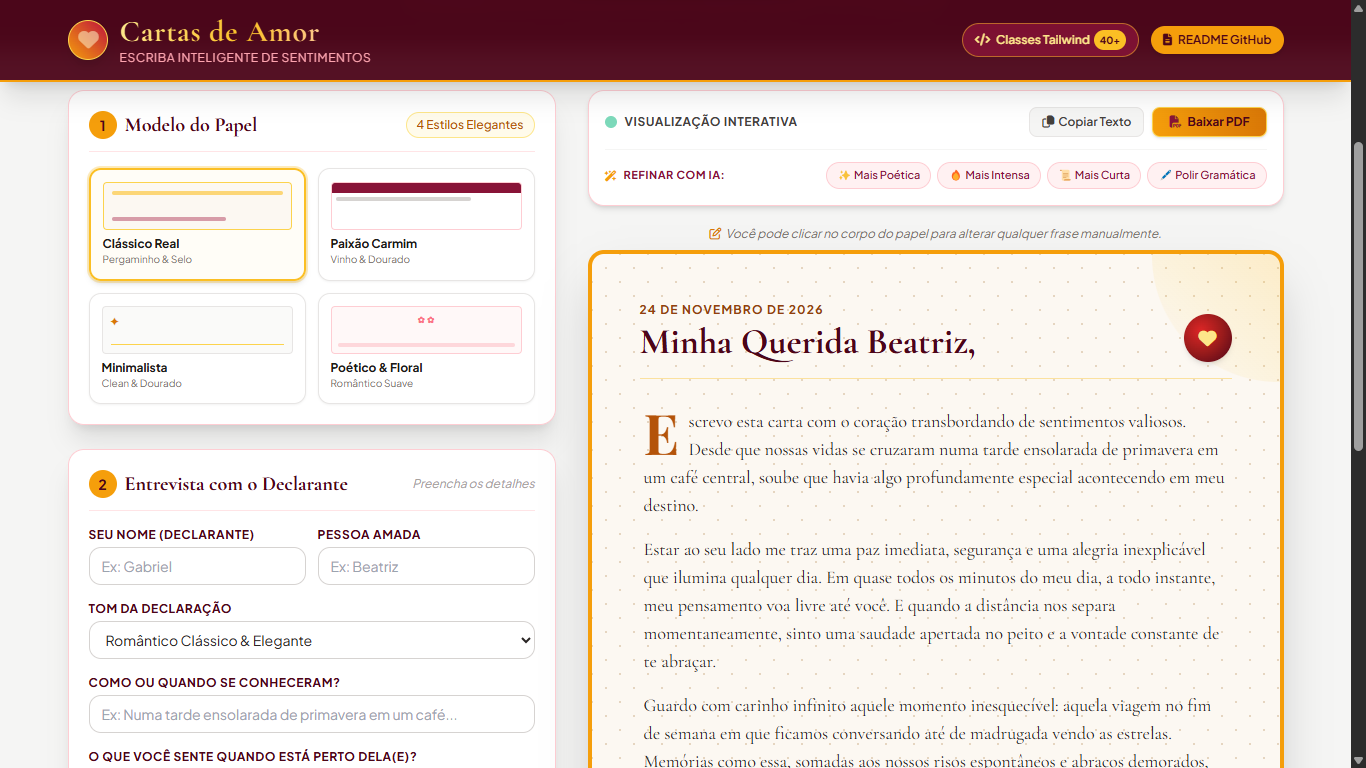 Cartas de Amor
ESCRIBA INTELIGENTE DE SENTIMENTOS
Classes Tailwind 40+
README GitHub
1 Modelo do Papel
4 Estilos Elegantes
Clássico Real
Pergaminho & Selo
Paixão Carmim
Vinho & Dourado
Minimalista
Clean & Dourado
Poético & Floral
Romântico Suave
2 Entrevista com o Declarante
Preencha os detalhes
SEU NOME (DECLARANTE)
Ex: Gabriel
PESSOA AMADA
Ex: Beatriz
TOM DA DECLARAÇÃO
Romântico Clássico & Elegante
COMO OU QUANDO SE CONHECERAM?
Ex: Numa tarde ensolarada de primavera em um café...
O QUE VOCÊ SENTE QUANDO ESTÁ PERTO DELA(E)?
VISUALIZAÇÃO INTERATIVA
Copiar Texto
Baixar PDF
REFINAR COM IA:
✨ Mais Poética
🔥 Mais Intensa
📜 Mais Curta
🖋️ Polir Gramática
Você pode clicar no corpo do papel para alterar qualquer frase manualmente.
24 DE NOVEMBRO DE 2026
Minha Querida Beatriz,
Escrevo esta carta com o coração transbordando de sentimentos valiosos.
Desde que nossas vidas se cruzaram numa tarde ensolarada de primavera em
um café central, soube que havia algo profundamente especial acontecendo em meu
destino.
Estar ao seu lado me traz uma paz imediata, segurança e uma alegria inexplicável
que ilumina qualquer dia. Em quase todos os minutos do meu dia, a todo instante,
meu pensamento voa livre até você. E quando a distância nos separa
momentaneamente, sinto uma saudade apertada no peito e a vontade constante de
te abraçar.
Guardo com carinho infinito aquele momento inesquecível: aquela viagem no fim
de semana em que ficamos conversando até de madrugada vendo as estrelas.
Memórias como essa, somadas aos nossos risos espontâneos e abraços demorados,